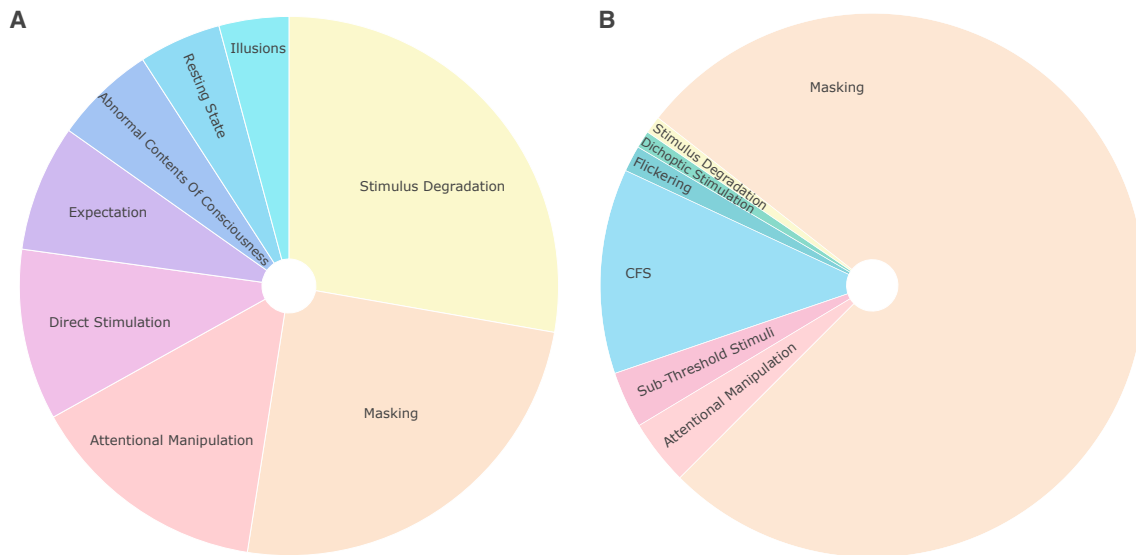 A
Illusions
Resting State
Abnormal Contents Of Consciousness
Expectation
Direct Stimulation
Attentional Manipulation
Masking
Stimulus Degradation
B
Masking
Stimulus Degradation
Dichoptic Stimulation
Flickering
CFS
Sub-Threshold Stimuli
Attentional Manipulation